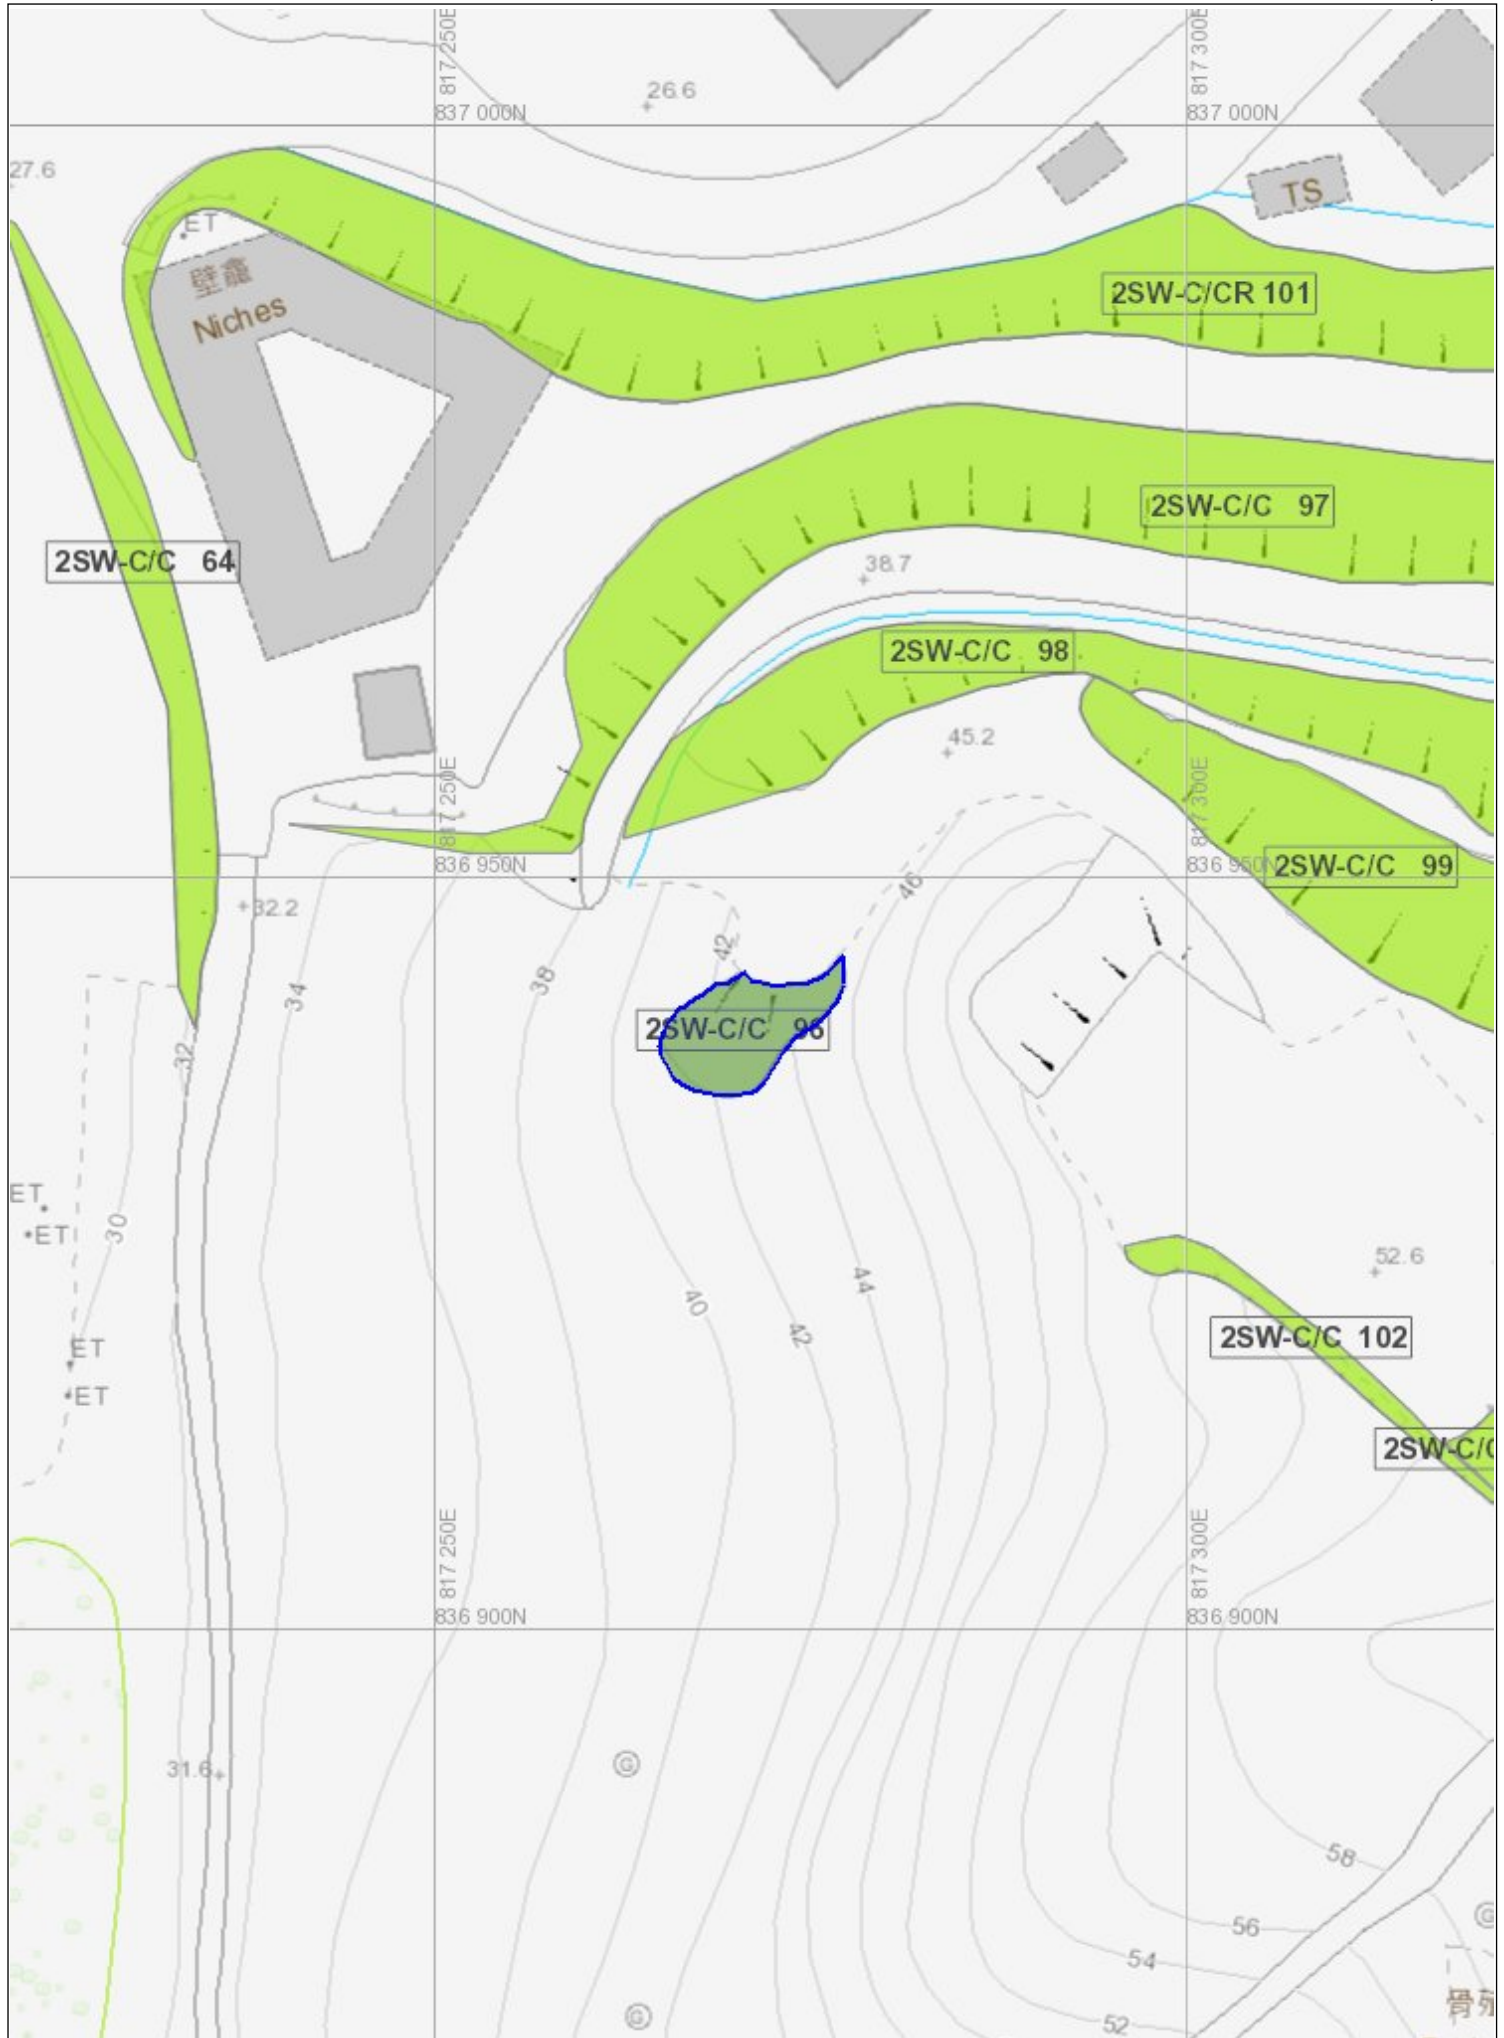 817 250E
817 300E
26.6
837 000N
837 000N
27.6
TS
ET
壁龕
Niches
2SW-C/CR 101
2SW-C/C 97
2SW-C/C 64
38.7
2SW-C/C 98
45.2
817 250E
817 300E
836 950N
836 950N
2SW-C/C 99
46
32.2
42
38
34
2SW-C/C 96
32
ET
ET
30
52.6
44
40
42
2SW-C/C 102
ET
ET
2SW-C/C
817 250E
817 300E
836 900N
836 900N
G
31.6
58
G
56
54
骨
G
52